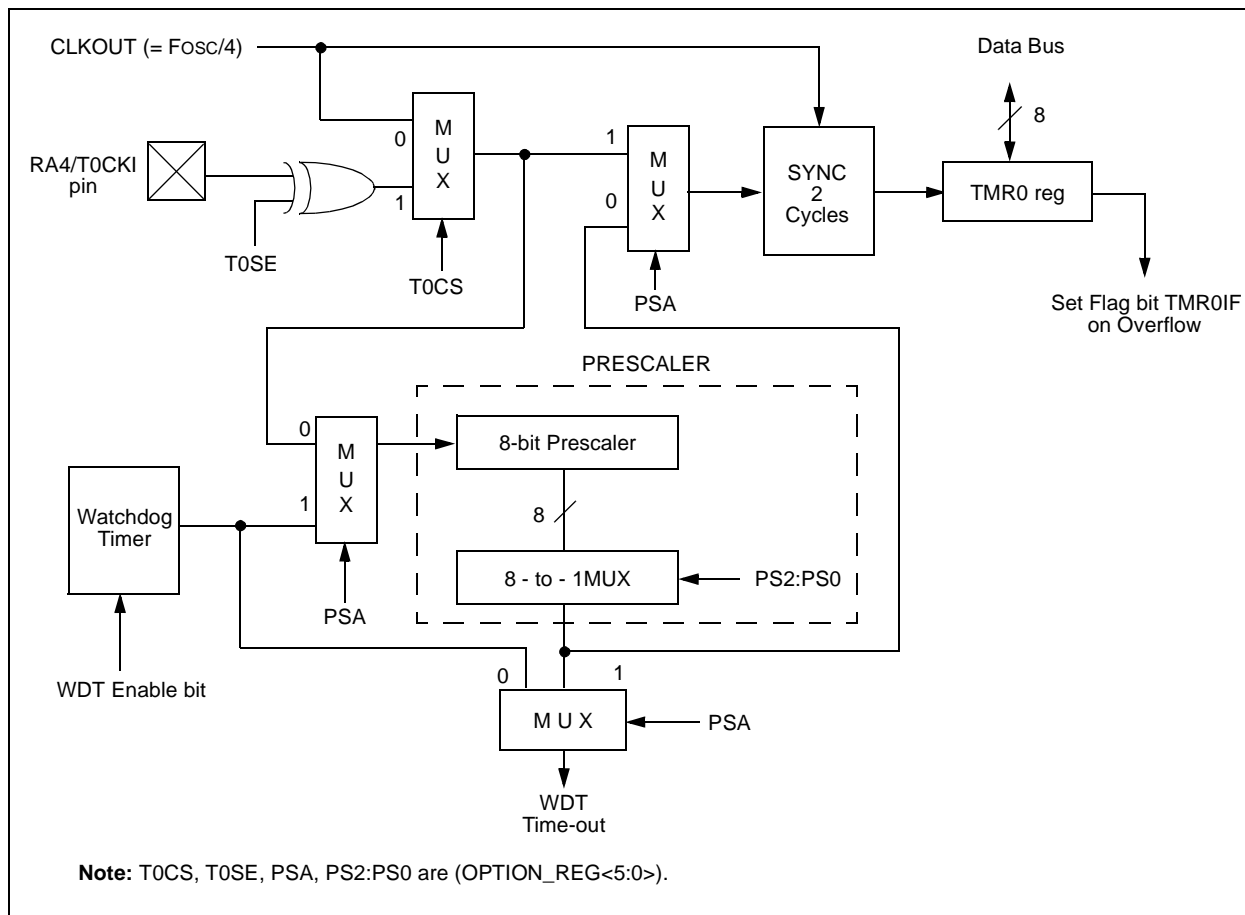 CLKOUT (= FOSC/4)
Data Bus
8
0
M
U
X
1
RA4/T0CKI
pin
T0SE
T0CS
1
M
U
X
0
PSA
SYNC
2
Cycles
TMR0 reg
Set Flag bit TMR0IF
on Overflow
PRESCALER
0
M
U
X
1
PSA
8-bit Prescaler
8
8 - to - 1MUX
PS2:PS0
Watchdog
Timer
WDT Enable bit
0
1
M U X
PSA
WDT
Time-out
Note: T0CS, T0SE, PSA, PS2:PS0 are (OPTION_REG<5:0>).